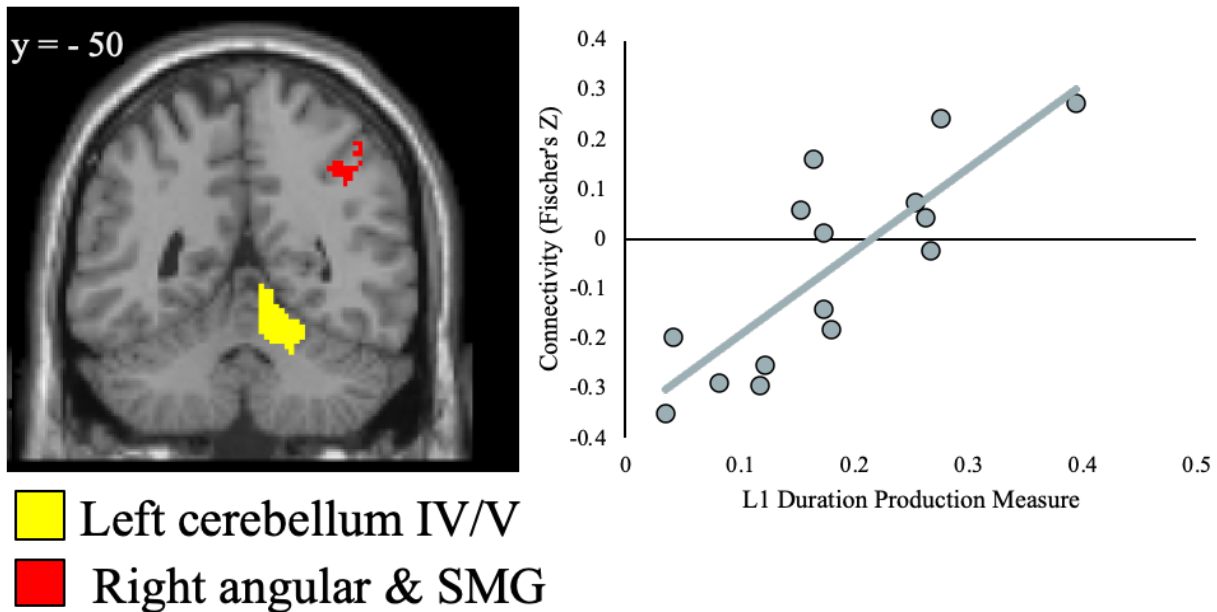 y = - 50
Left cerebellum IV/V
Right angular & SMG
Connectivity (Fischer's Z)
0.4
0.3
0.2
0.1
0
-0.1
-0.2
-0.3
-0.4
0 0.1 0.2 0.3 0.4 0.5
L1 Duration Production Measure